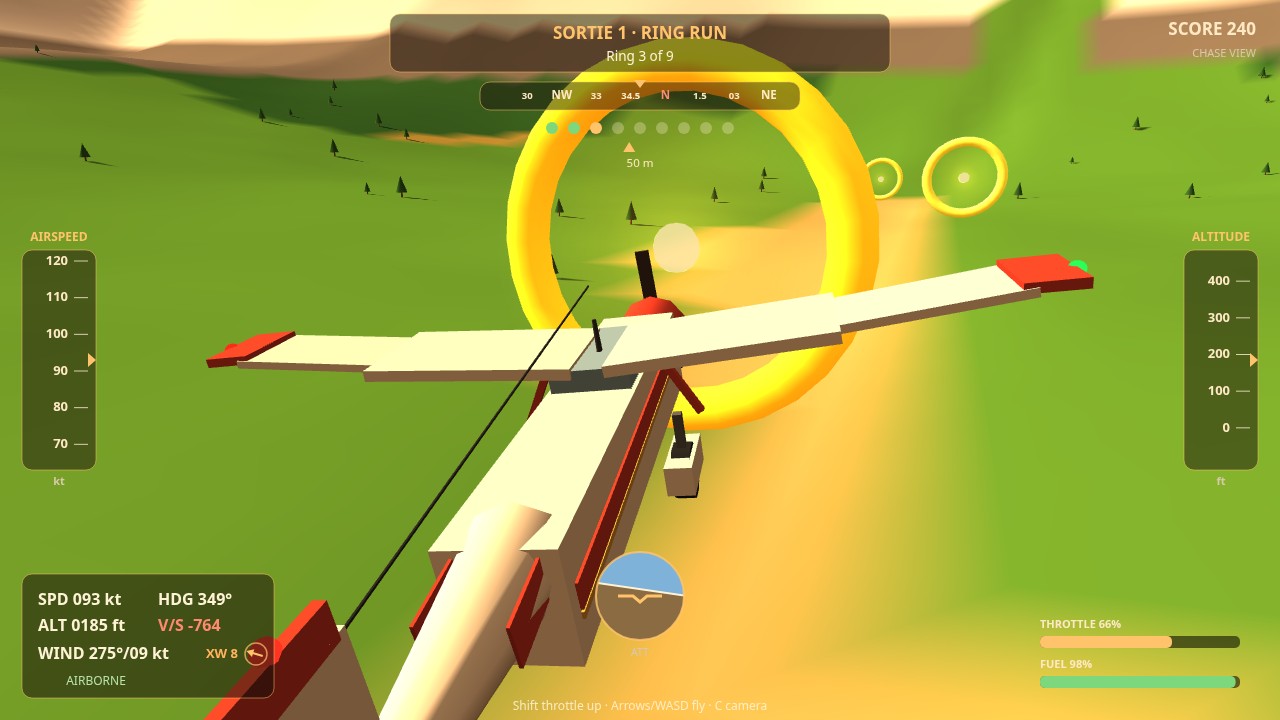 SORTIE 1 · RING RUN
Ring 3 of 9
SCORE 240
CHASE VIEW
30 NW 33 34.5 N 1.5 03 NE
50 m
AIRSPEED
120
110
100
90
80
70
kt
ALTITUDE
400
300
200
100
0
ft
SPD 093 kt HDG 349°
ALT 0185 ft V/S -764
WIND 275°/09 kt XW 8
AIRBORNE
ATT
THROTTLE 66%
FUEL 98%
Shift throttle up · Arrows/WASD fly · C camera